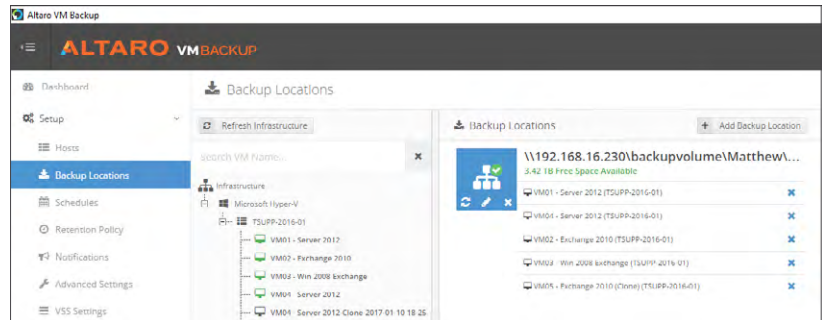 Altaro VM Backup
ALTARO VMBACKUP
Dashboard
Setup
Hosts
Backup Locations
Schedules
Retention Policy
Notifications
Advanced Settings
VSS Settings
Backup Locations
Refresh Infrastructure
Search VM Name...
Infrastructure
Microsoft Hyper-V
TSUPP-2016-01
VM01 - Server 2012
VM02 - Exchange 2010
VM03 - Win 2008 Exchange
VM04 Server 2012
VM04 Server 2012 Clone 2017 01 10 18 25
Backup Locations
+ Add Backup Location
\\192.168.16.230\backupvolume\Matthew\...
3.42 TB Free Space Available
VM01 - Server 2012 (TSUPP-2016-01)
VM01 - Server 2012 (TSUPP-2016-01)
VM02 - Exchange 2010 (TSUPP-2016-01)
VM03 - Win 2008 Exchange (TSUPP-2016-01)
VM05 - Exchange 2010 (Clone) (TSUPP-2016-01)